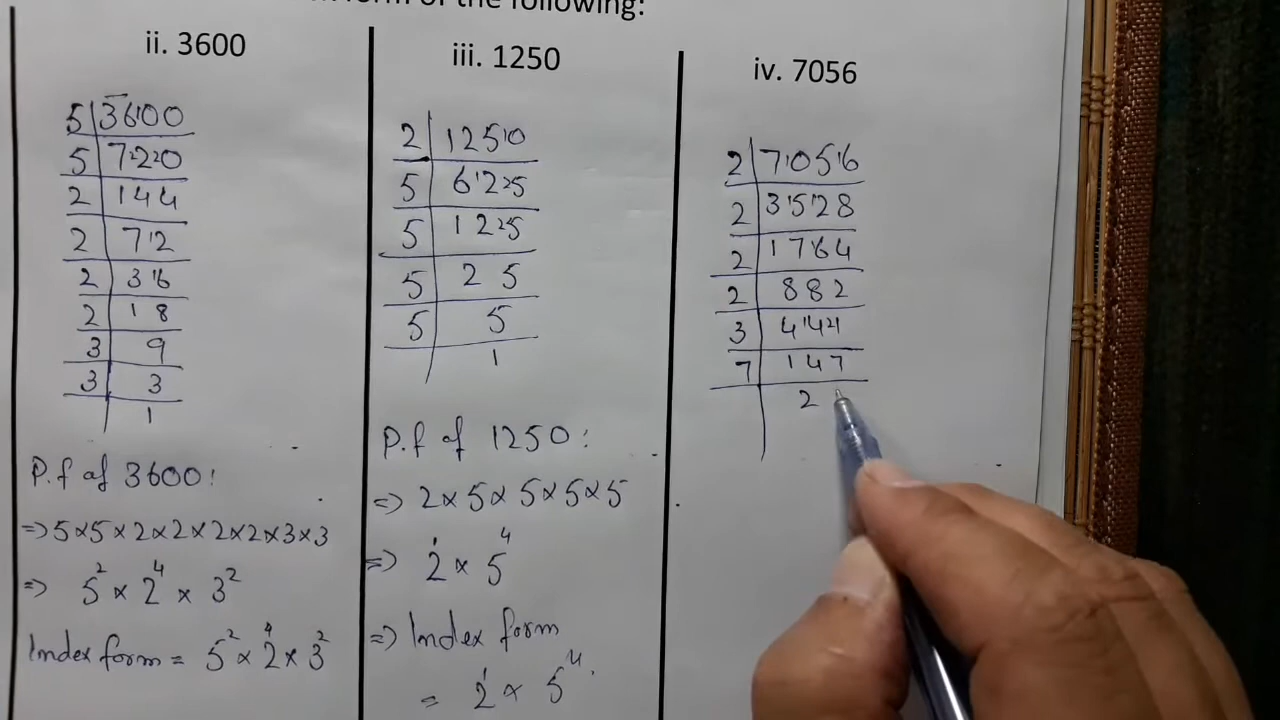 form of the following:
ii. 3600
5 | 3600
5 | 720
2 | 144
2 | 72
2 | 36
2 | 18
3 | 9
3 | 3
1
P.f of 3600:
=> 5×5×2×2×2×2×3×3
=> 5² × 2⁴ × 3²
Index form = 5² × 2⁴ × 3²
iii. 1250
2 | 1250
5 | 625
5 | 125
5 | 25
5 | 5
1
P.f of 1250:
=> 2×5×5×5×5
=> 2¹ × 5⁴
=> Index form
= 2¹ × 5⁴.
iv. 7056
2 | 7056
2 | 3528
2 | 1764
2 | 882
3 | 441
7 | 147
2